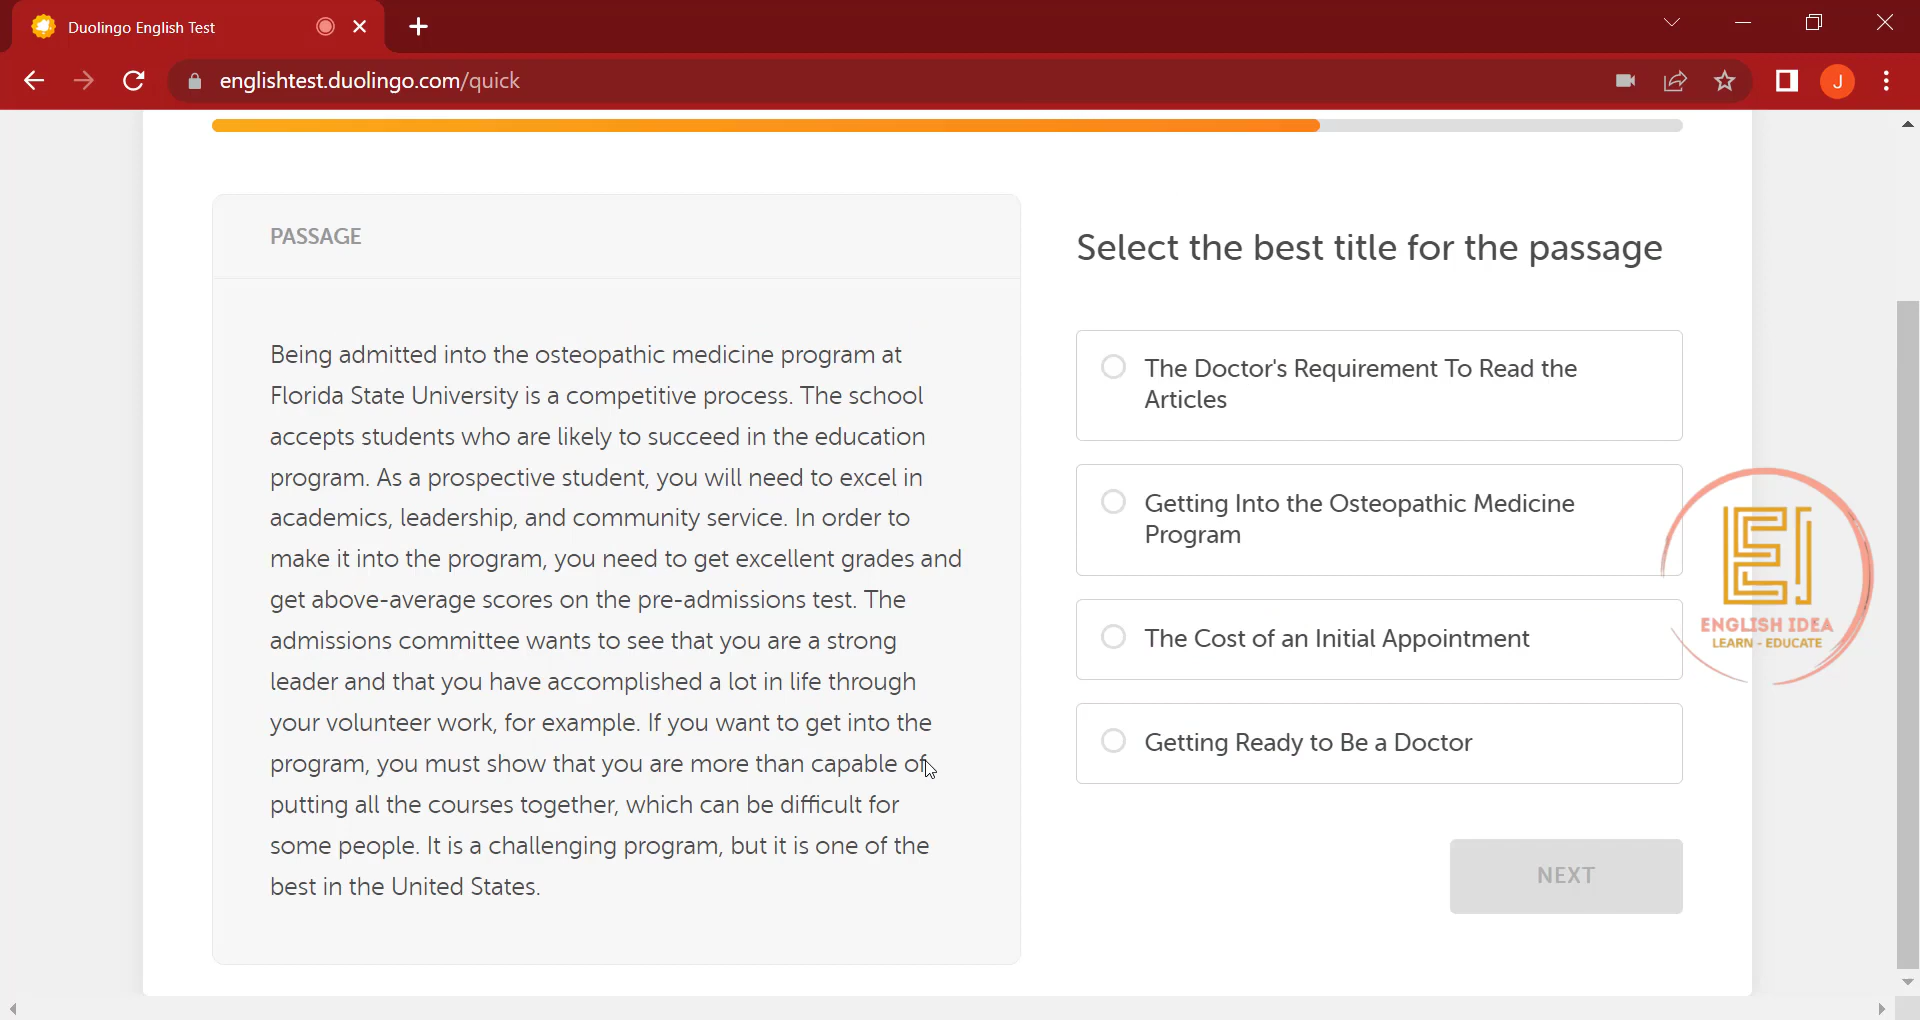 Duolingo English Test
englishtest.duolingo.com/quick
J
PASSAGE
Being admitted into the osteopathic medicine program at
Florida State University is a competitive process. The school
accepts students who are likely to succeed in the education
program. As a prospective student, you will need to excel in
academics, leadership, and community service. In order to
make it into the program, you need to get excellent grades and
get above-average scores on the pre-admissions test. The
admissions committee wants to see that you are a strong
leader and that you have accomplished a lot in life through
your volunteer work, for example. If you want to get into the
program, you must show that you are more than capable of
putting all the courses together, which can be difficult for
some people. It is a challenging program, but it is one of the
best in the United States.
Select the best title for the passage
The Doctor's Requirement To Read the
Articles
Getting Into the Osteopathic Medicine
Program
The Cost of an Initial Appointment
Getting Ready to Be a Doctor
NEXT
EI
ENGLISH IDEA
LEARN - EDUCATE